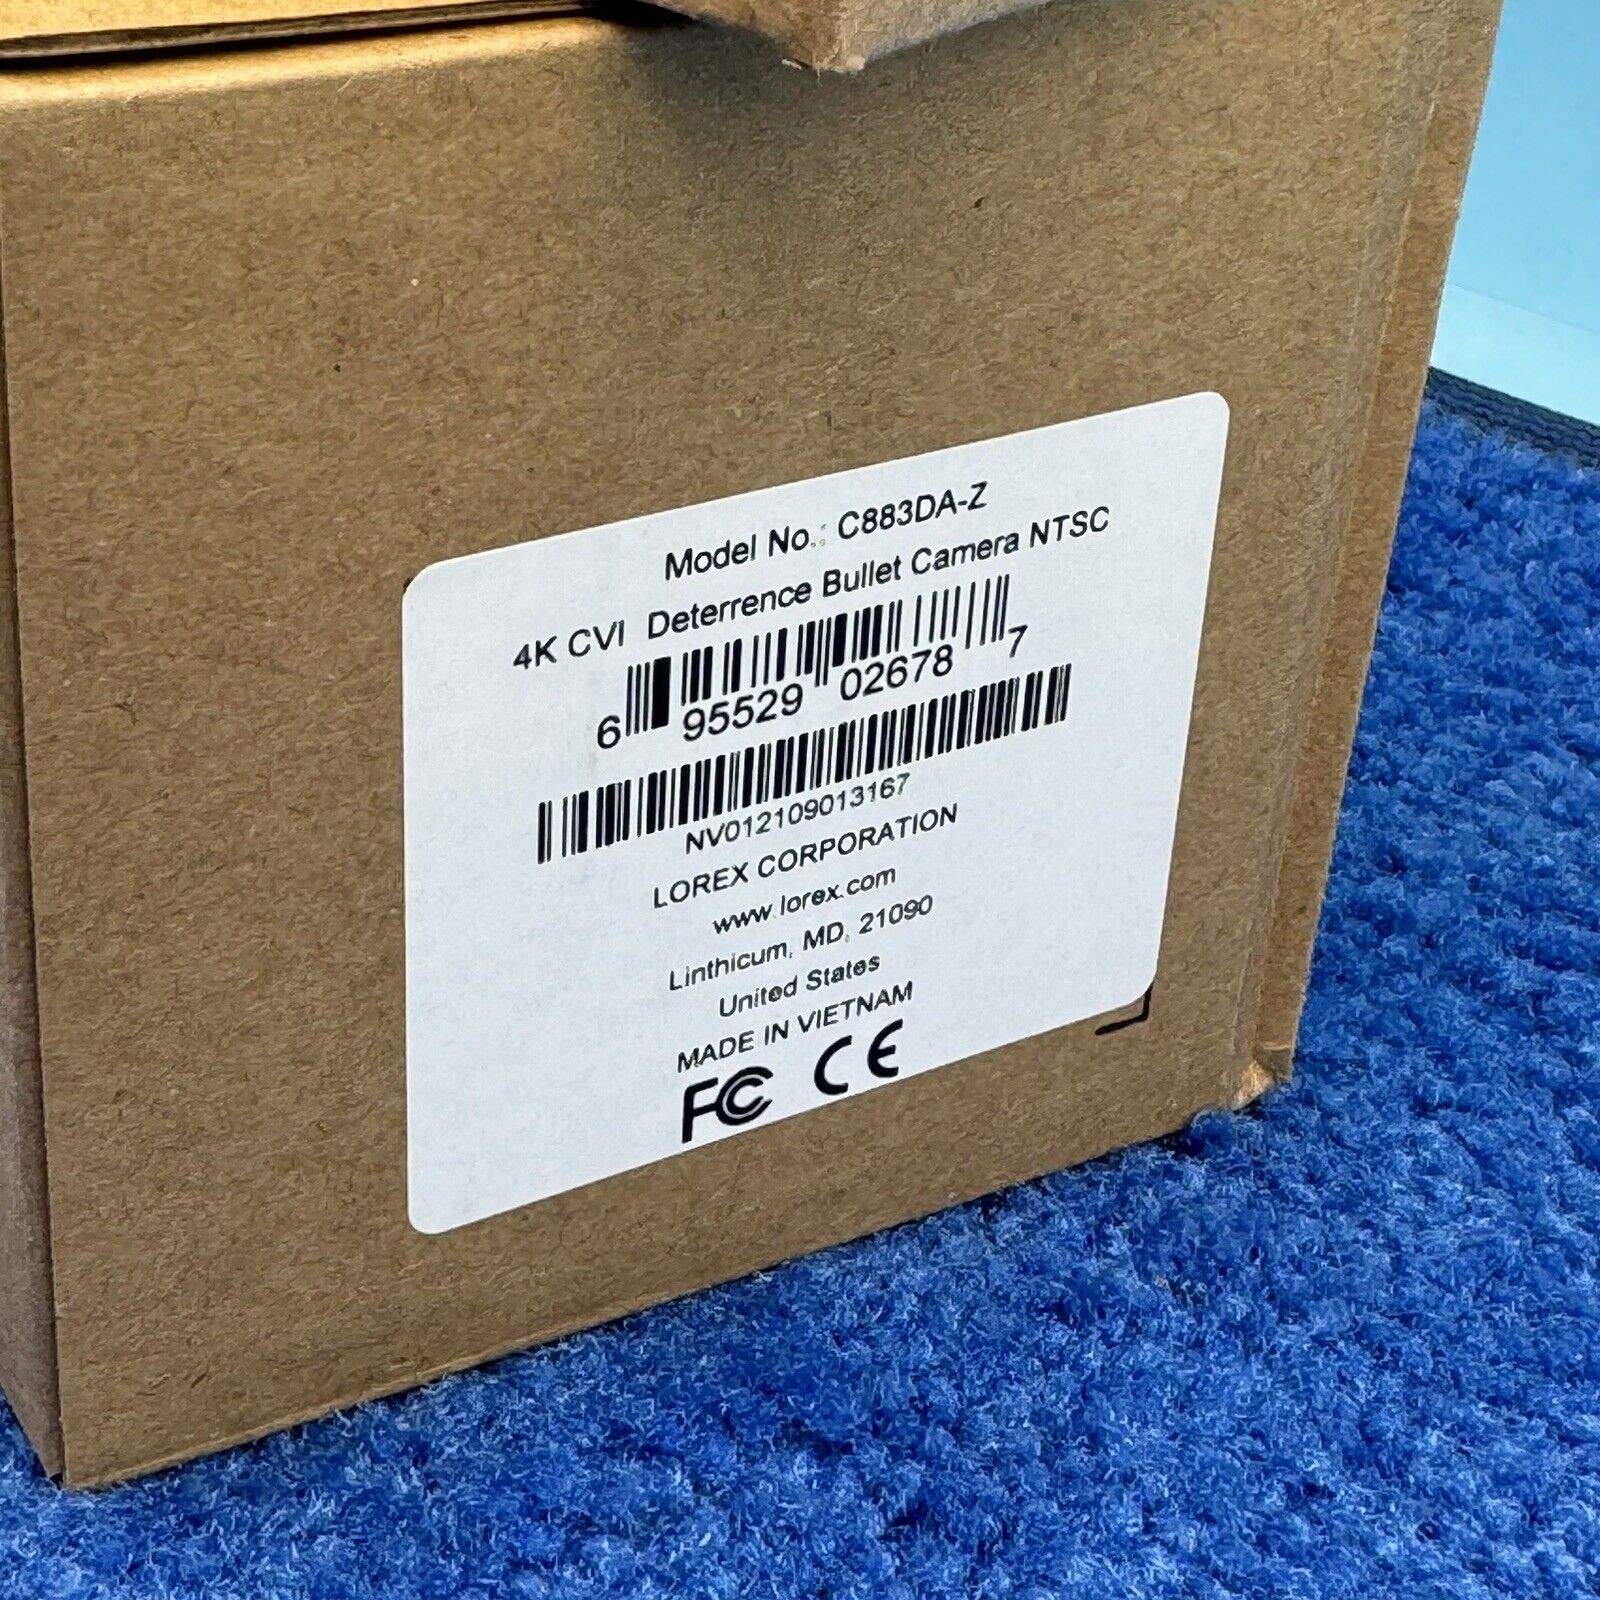 Model No.: C883DA-Z
4K CVI Deterrence Bullet Camera NTSC
6 95529 02678 7
NV012109013167
LOREX CORPORATION
www.lorex.com
Linthicum, MD, 21090
United States
MADE IN VIETNAM
FC CE